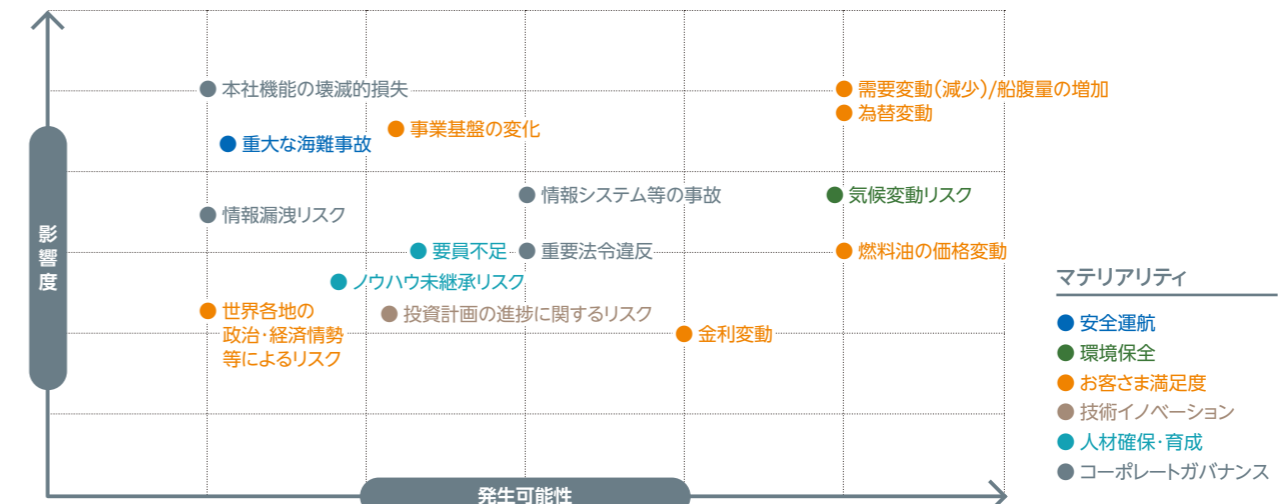 本社機能の壊滅的損失
需要変動(減少)/船腹量の増加
為替変動
事業基盤の変化
重大な海難事故
情報システム等の事故
気候変動リスク
情報漏洩リスク
要員不足
重要法令違反
燃料油の価格変動
ノウハウ未継承リスク
世界各地の
政治・経済情勢
等によるリスク
投資計画の進捗に関するリスク
金利変動
影響度
発生可能性
マテリアリティ
安全運航
環境保全
お客さま満足度
技術イノベーション
人材確保・育成
コーポレートガバナンス